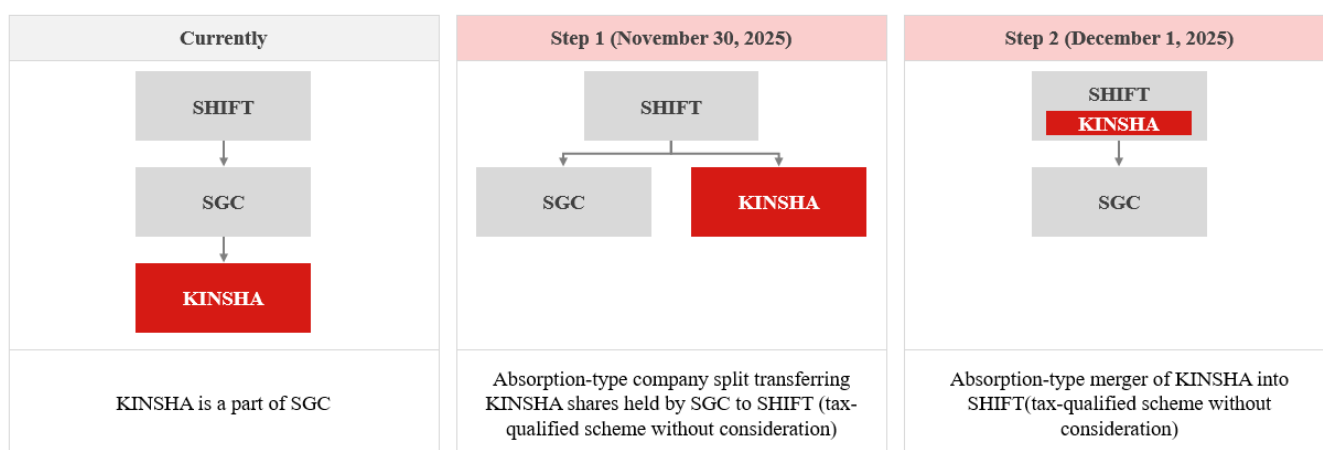 Currently
SHIFT
SGC
KINSHA
KINSHA is a part of SGC
Step 1 (November 30, 2025)
SHIFT
SGC
KINSHA
Absorption-type company split transferring
KINSHA shares held by SGC to SHIFT (tax-
qualified scheme without consideration)
Step 2 (December 1, 2025)
SHIFT
KINSHA
SGC
Absorption-type merger of KINSHA into
SHIFT(tax-qualified scheme without
consideration)